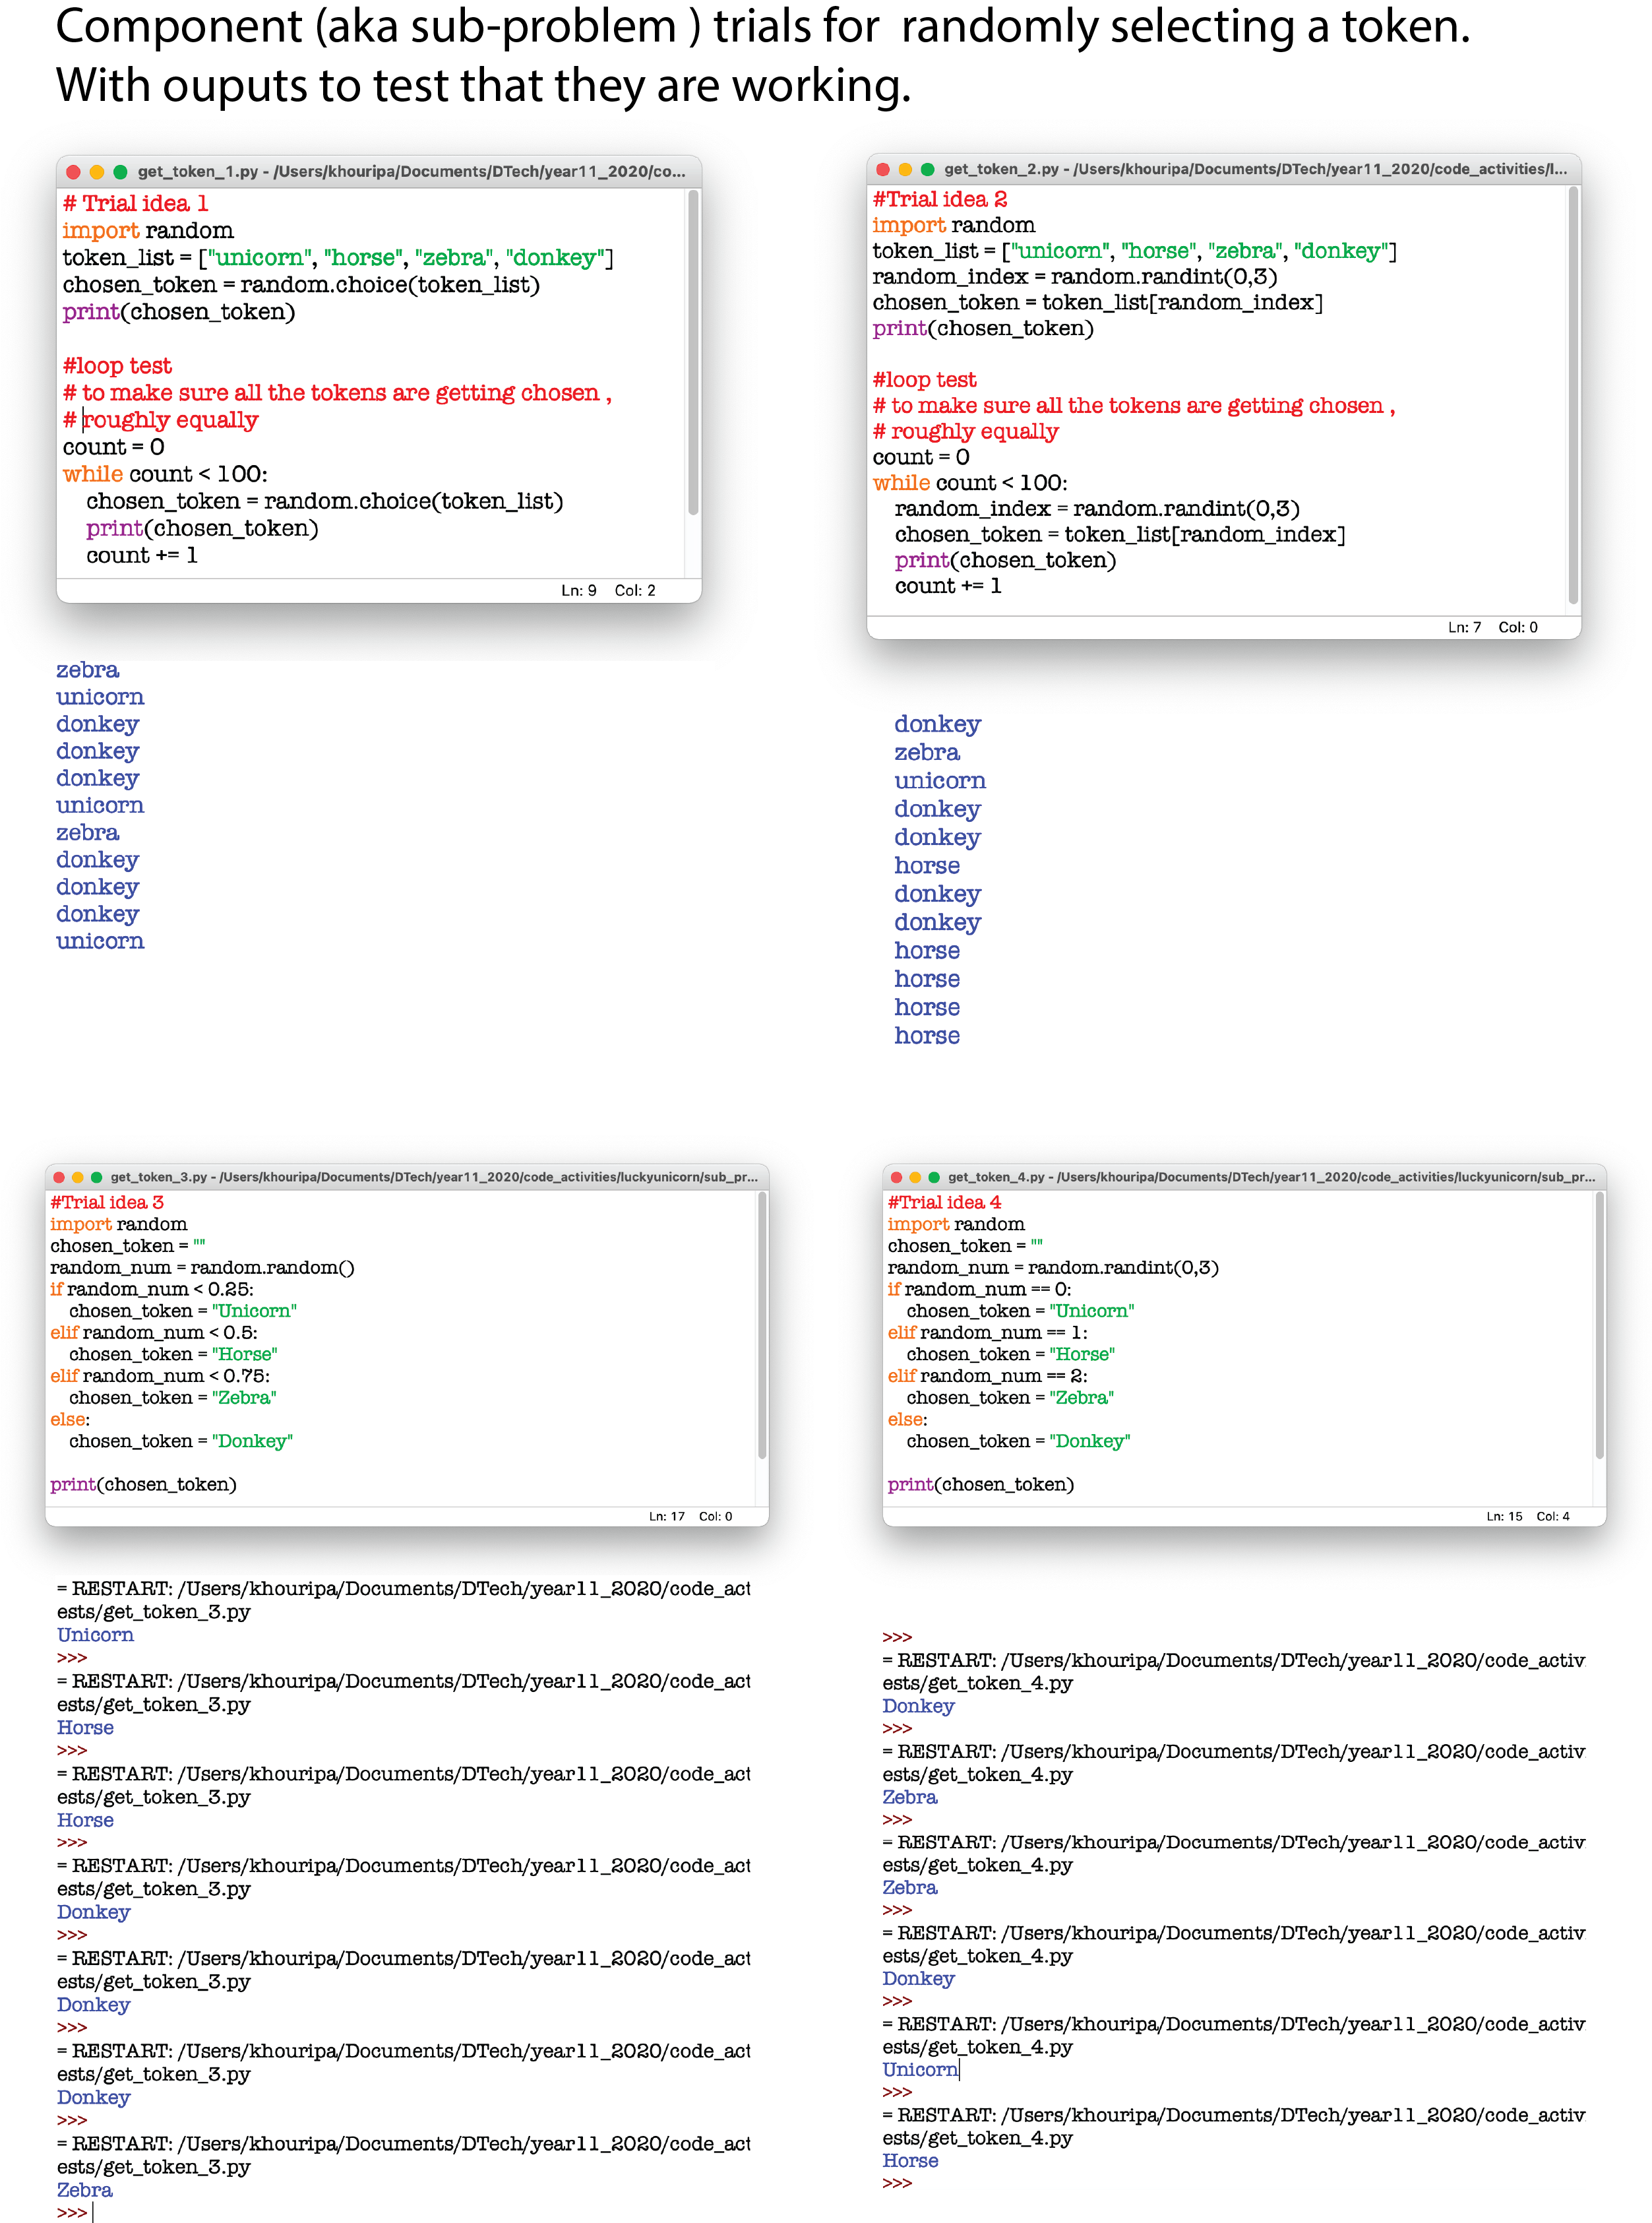 Component (aka sub-problem ) trials for  randomly selecting a token.
With ouputs to test that they are working.
get_token_1.py - /Users/khouripa/Documents/DTech/year11_2020/co...
# Trial idea 1
import random
token_list = ["unicorn", "horse", "zebra", "donkey"]
chosen_token = random.choice(token_list)
print(chosen_token)
#loop test
# to make sure all the tokens are getting chosen ,
# roughly equally
count = 0
while count < 100:
    chosen_token = random.choice(token_list)
    print(chosen_token)
    count += 1
Ln: 9 Col: 2
zebra
unicorn
donkey
donkey
donkey
unicorn
zebra
donkey
donkey
donkey
unicorn
get_token_2.py - /Users/khouripa/Documents/DTech/year11_2020/code_activities/l...
#Trial idea 2
import random
token_list = ["unicorn", "horse", "zebra", "donkey"]
random_index = random.randint(0,3)
chosen_token = token_list[random_index]
print(chosen_token)
#loop test
# to make sure all the tokens are getting chosen ,
# roughly equally
count = 0
while count < 100:
    random_index = random.randint(0,3)
    chosen_token = token_list[random_index]
    print(chosen_token)
    count += 1
Ln: 7 Col: 0
donkey
zebra
unicorn
donkey
donkey
horse
donkey
donkey
horse
horse
horse
horse
get_token_3.py - /Users/khouripa/Documents/DTech/year11_2020/code_activities/luckyunicorn/sub_pr...
#Trial idea 3
import random
chosen_token = ""
random_num = random.random()
if random_num < 0.25:
    chosen_token = "Unicorn"
elif random_num < 0.5:
    chosen_token = "Horse"
elif random_num < 0.75:
    chosen_token = "Zebra"
else:
    chosen_token = "Donkey"
print(chosen_token)
Ln: 17 Col: 0
= RESTART: /Users/khouripa/Documents/DTech/year11_2020/code_act
ests/get_token_3.py
Unicorn
>>>
= RESTART: /Users/khouripa/Documents/DTech/year11_2020/code_act
ests/get_token_3.py
Horse
>>>
= RESTART: /Users/khouripa/Documents/DTech/year11_2020/code_act
ests/get_token_3.py
Horse
>>>
= RESTART: /Users/khouripa/Documents/DTech/year11_2020/code_act
ests/get_token_3.py
Donkey
>>>
= RESTART: /Users/khouripa/Documents/DTech/year11_2020/code_act
ests/get_token_3.py
Donkey
>>>
= RESTART: /Users/khouripa/Documents/DTech/year11_2020/code_act
ests/get_token_3.py
Donkey
>>>
= RESTART: /Users/khouripa/Documents/DTech/year11_2020/code_act
ests/get_token_3.py
Zebra
>>>
get_token_4.py - /Users/khouripa/Documents/DTech/year11_2020/code_activities/luckyunicorn/sub_pr...
#Trial idea 4
import random
chosen_token = ""
random_num = random.randint(0,3)
if random_num == 0:
    chosen_token = "Unicorn"
elif random_num == 1:
    chosen_token = "Horse"
elif random_num == 2:
    chosen_token = "Zebra"
else:
    chosen_token = "Donkey"
print(chosen_token)
Ln: 15 Col: 4
>>>
= RESTART: /Users/khouripa/Documents/DTech/year11_2020/code_activ
ests/get_token_4.py
Donkey
>>>
= RESTART: /Users/khouripa/Documents/DTech/year11_2020/code_activ
ests/get_token_4.py
Zebra
>>>
= RESTART: /Users/khouripa/Documents/DTech/year11_2020/code_activ
ests/get_token_4.py
Zebra
>>>
= RESTART: /Users/khouripa/Documents/DTech/year11_2020/code_activ
ests/get_token_4.py
Donkey
>>>
= RESTART: /Users/khouripa/Documents/DTech/year11_2020/code_activ
ests/get_token_4.py
Unicorn
>>>
= RESTART: /Users/khouripa/Documents/DTech/year11_2020/code_activ
ests/get_token_4.py
Horse
>>>